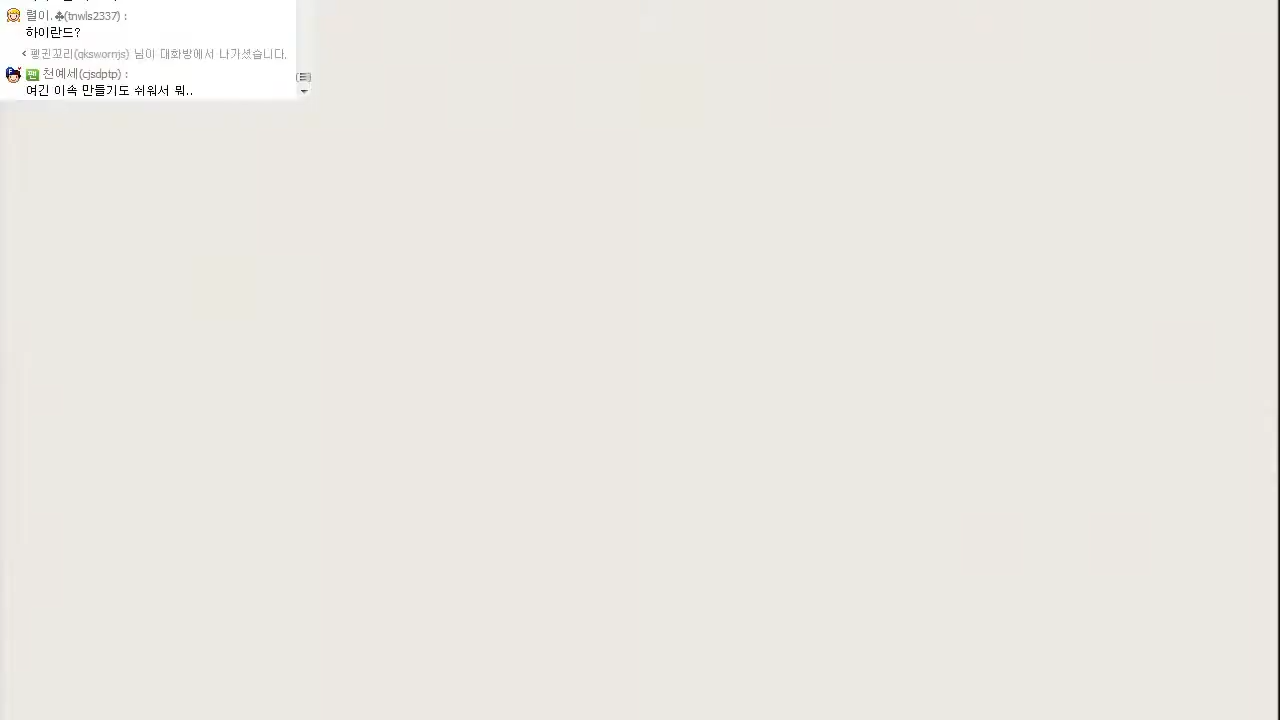 렬이.♣(tnwls2337) :
하이란드?
< 펭귄꼬리(qkswornjs) 님이 대화방에서 나가셨습니다.
팬 천예세(cjsdptp) :
여긴 이속 만들기도 쉬워서 뭐..